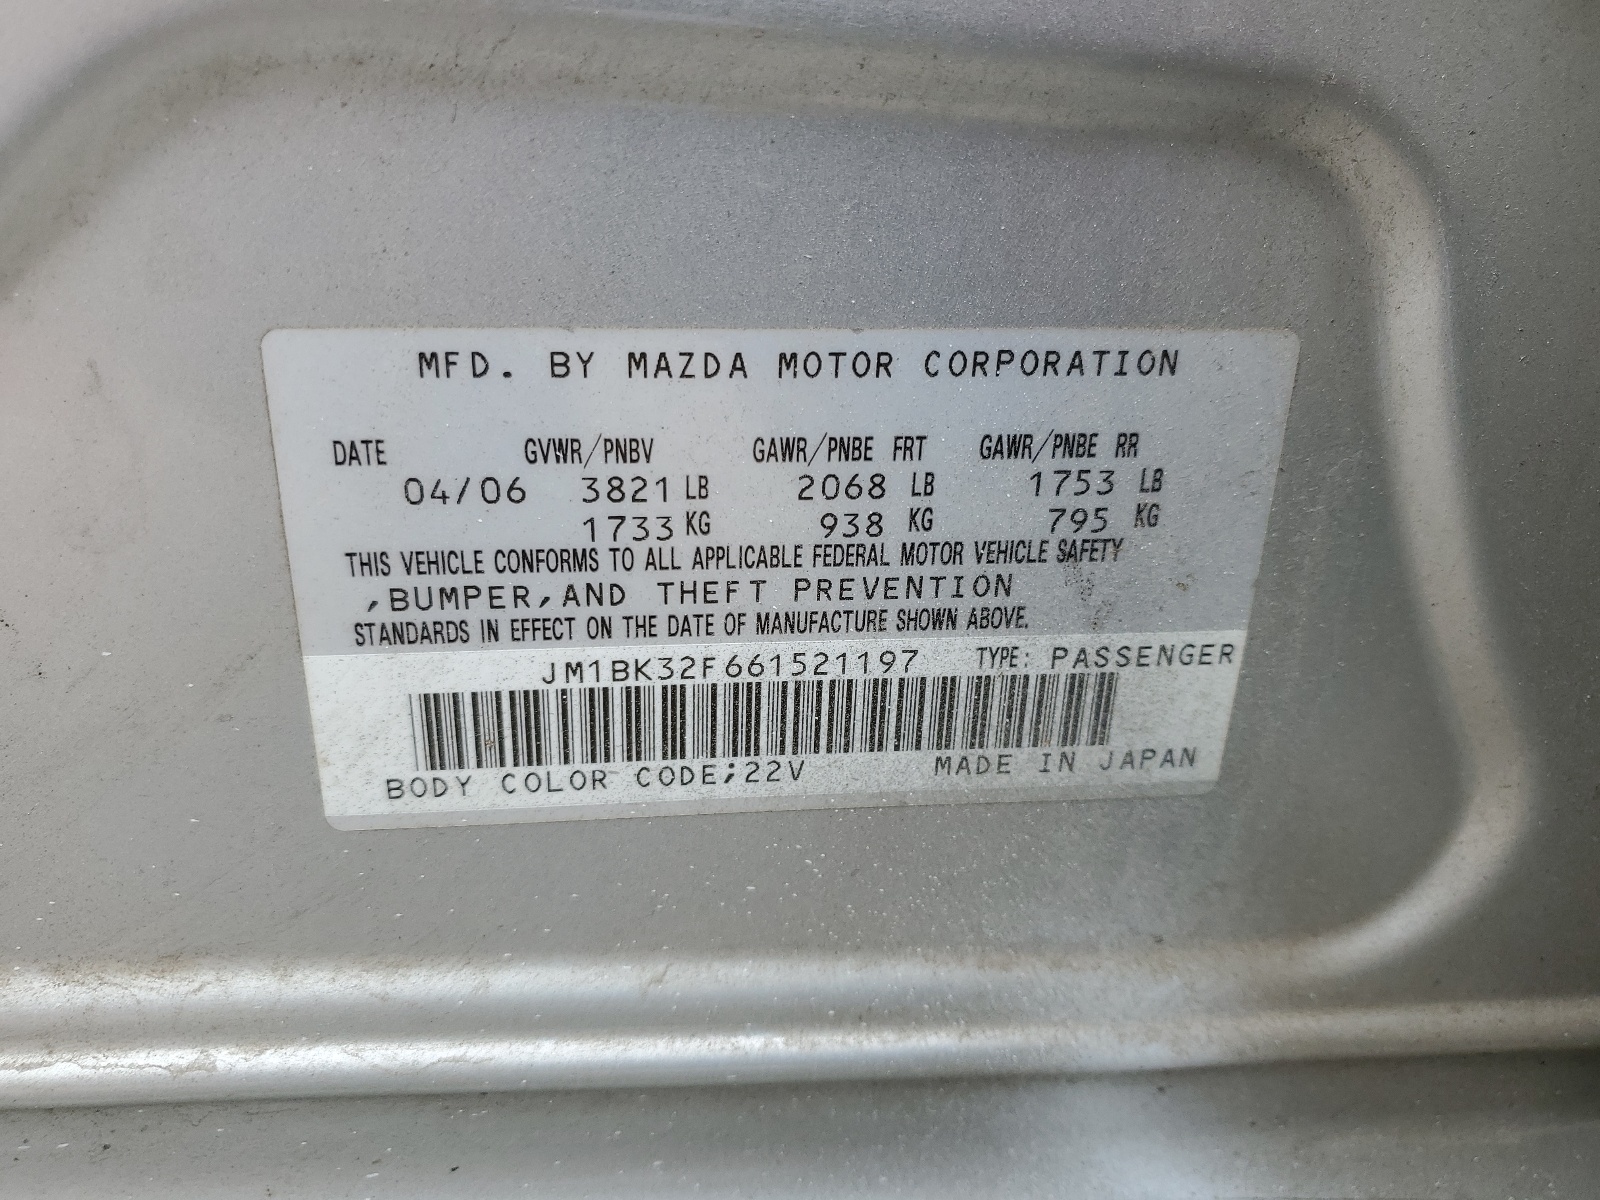 MFD. BY MAZDA MOTOR CORPORATION
DATE GVWR/PNBV GAWR/PNBE FRT GAWR/PNBE RR
04/06 3821 LB 2068 LB 1753 LB
1733 KG 938 KG 795 KG
THIS VEHICLE CONFORMS TO ALL APPLICABLE FEDERAL MOTOR VEHICLE SAFETY
,BUMPER,AND THEFT PREVENTION
STANDARDS IN EFFECT ON THE DATE OF MANUFACTURE SHOWN ABOVE.
JM1BK32F661521197 TYPE: PASSENGER
BODY COLOR CODE;22V MADE IN JAPAN